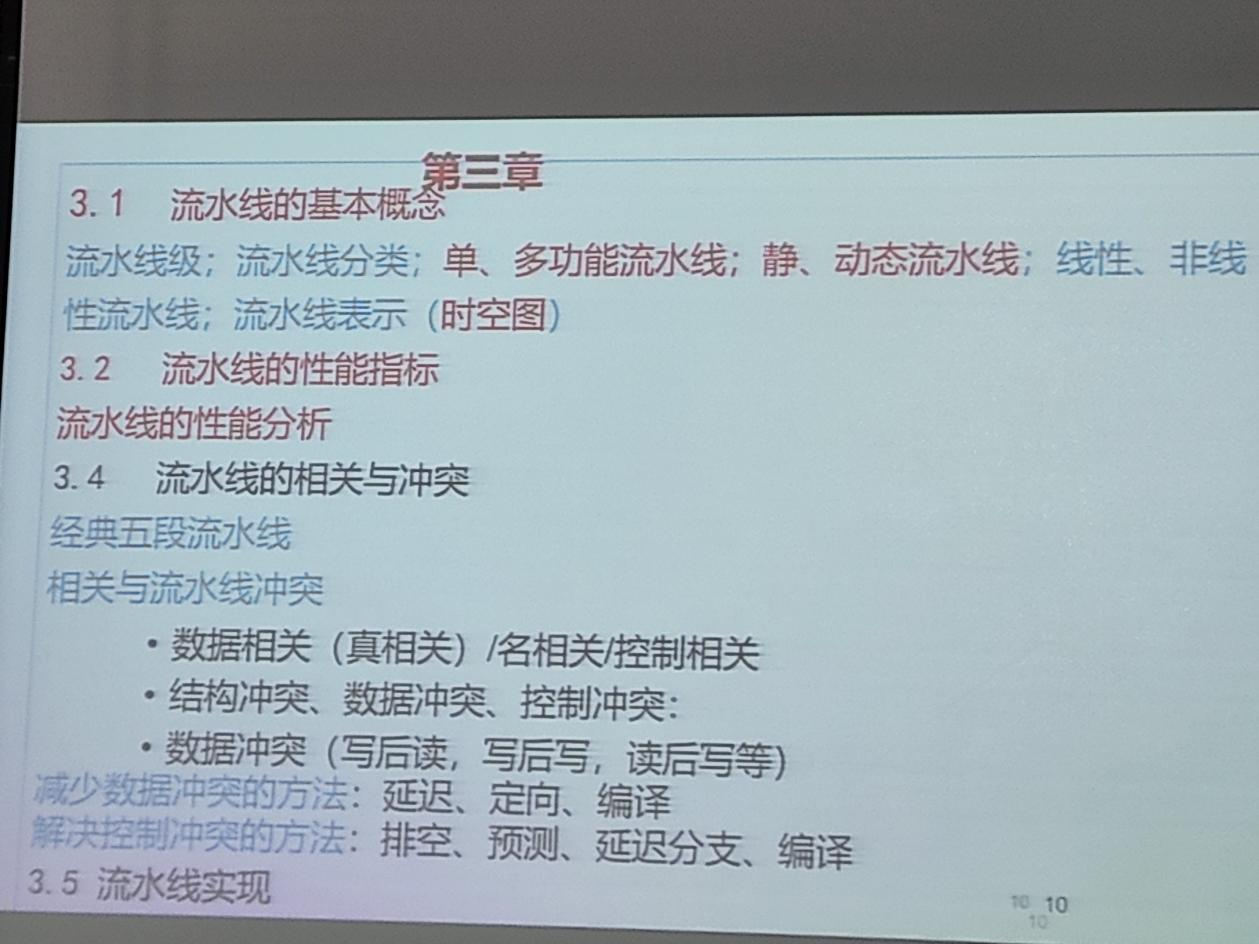 第三章
3.1 流水线的基本概念
流水线级；流水线分类；单、多功能流水线；静、动态流水线；线性、非线
性流水线；流水线表示（时空图）
3.2 流水线的性能指标
流水线的性能分析
3.4 流水线的相关与冲突
经典五段流水线
相关与流水线冲突
• 数据相关（真相关）/名相关/控制相关
• 结构冲突、数据冲突、控制冲突：
• 数据冲突（写后读，写后写，读后写等）
减少数据冲突的方法：延迟、定向、编译
解决控制冲突的方法：排空、预测、延迟分支、编译
3.5 流水线实现
10 10
10